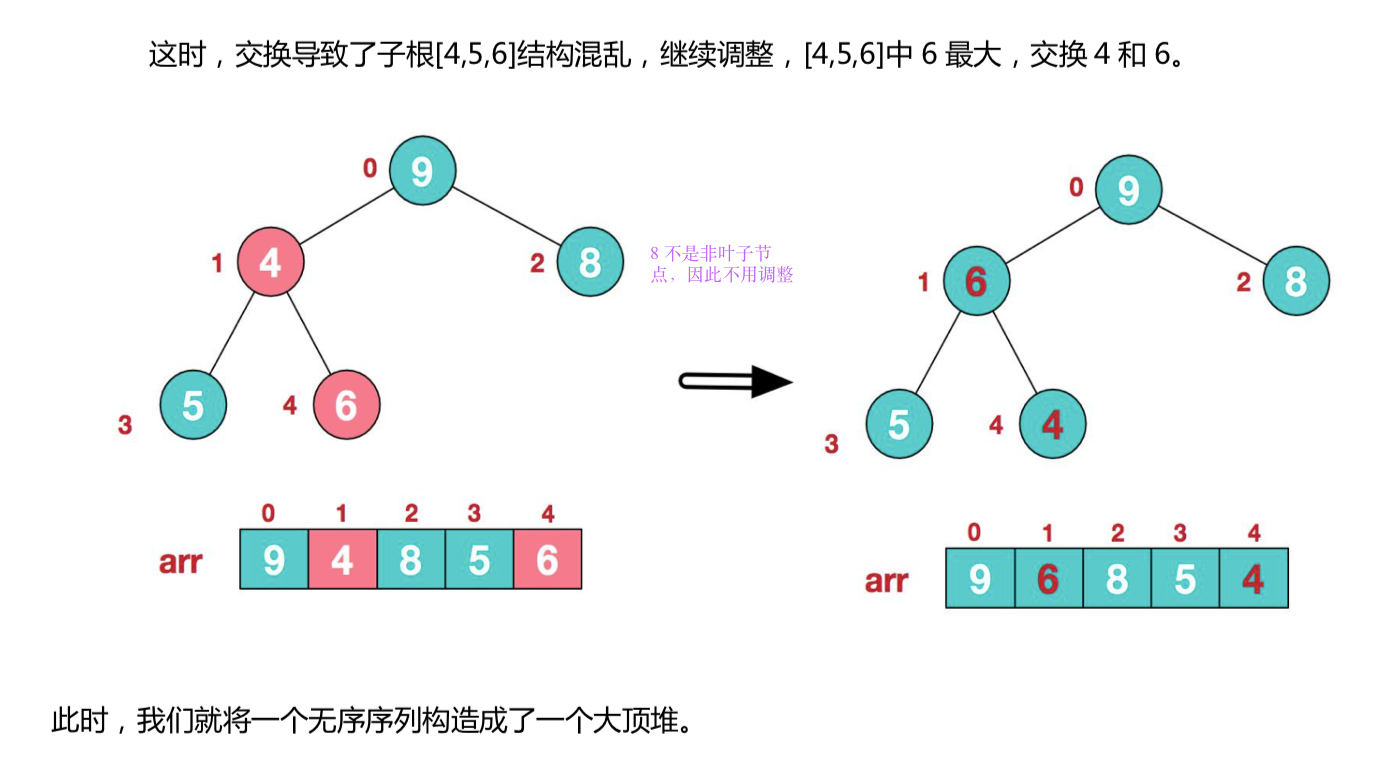 这时，交换导致了子根[4,5,6]结构混乱，继续调整，[4,5,6]中 6 最大，交换 4 和 6。
0 9
1 4 2 8
8 不是非叶子节
点，因此不用调整
3 5 4 6
0 1 2 3 4
arr 9 4 8 5 6
0 9
1 6 2 8
3 5 4 4
0 1 2 3 4
arr 9 6 8 5 4
此时，我们就将一个无序序列构造成了一个大顶堆。